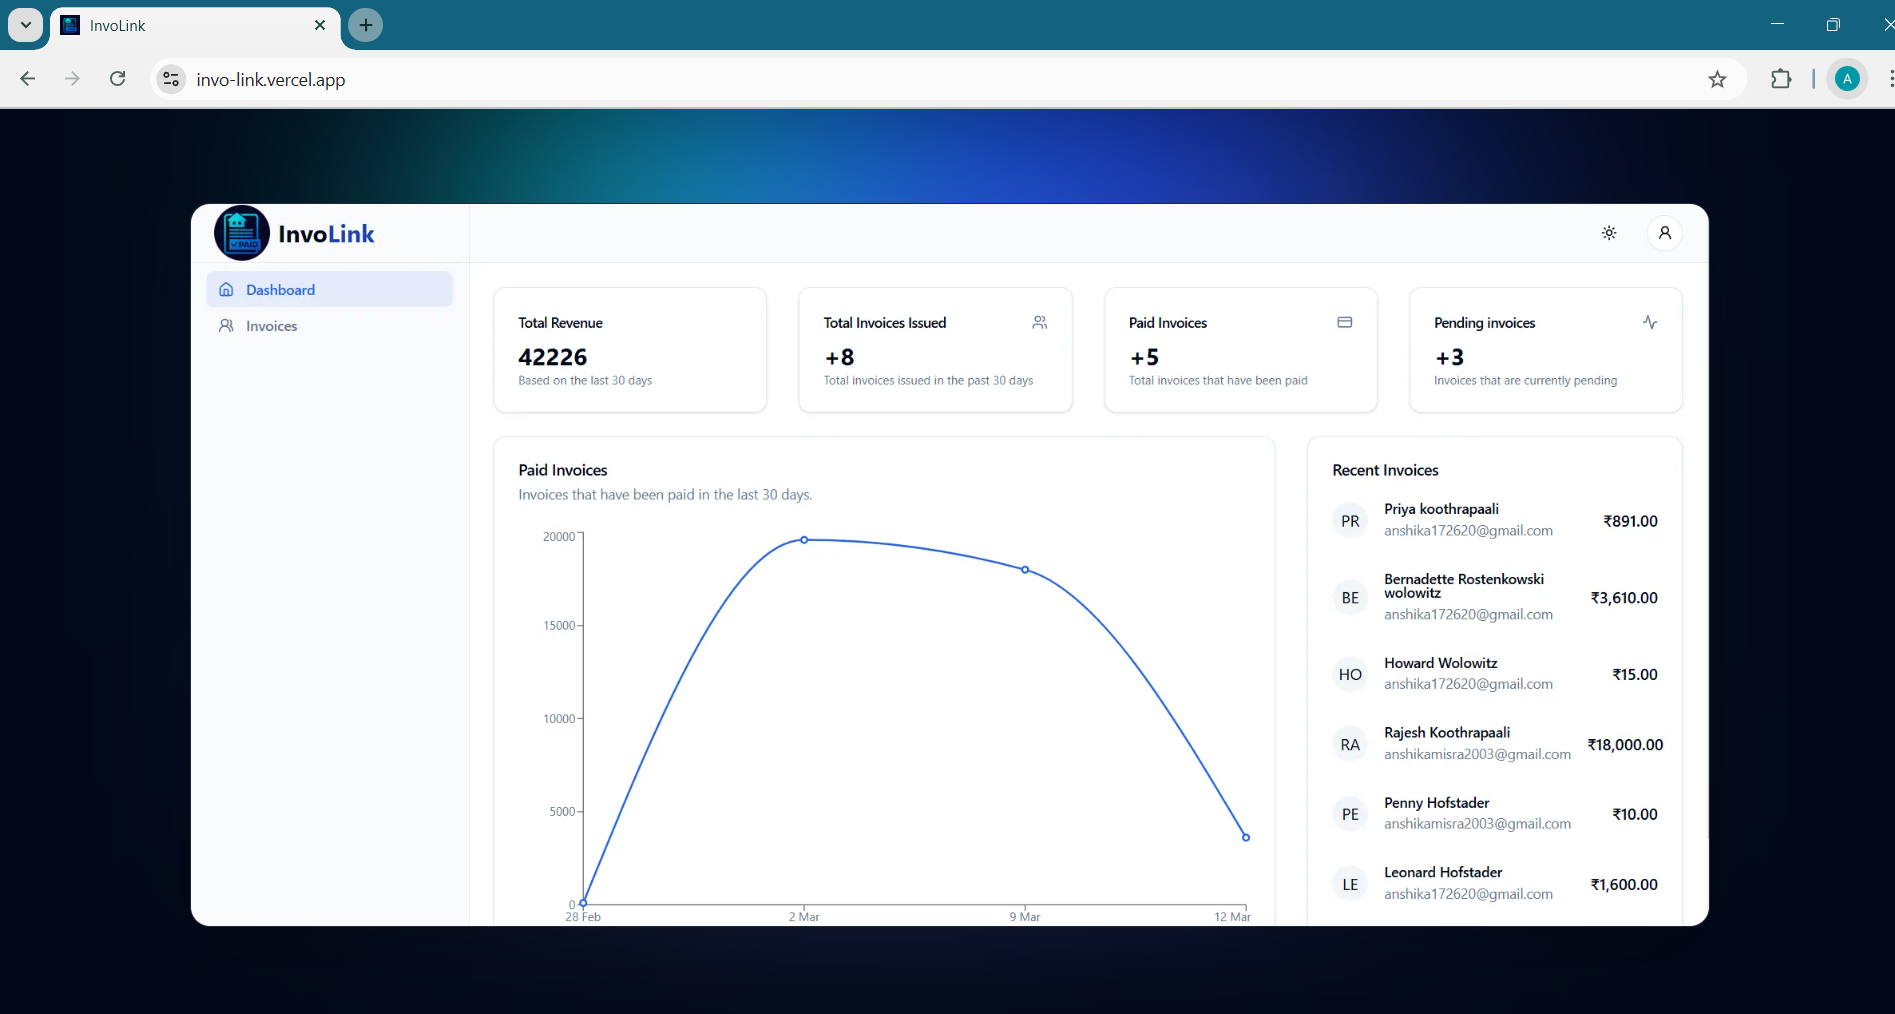 InvoLink
invo-link.vercel.app
A
PAID
InvoLink
Dashboard
Invoices
Total Revenue
42226
Based on the last 30 days
Total Invoices Issued
+8
Total invoices issued in the past 30 days
Paid Invoices
+5
Total invoices that have been paid
Pending invoices
+3
Invoices that are currently pending
Paid Invoices
Invoices that have been paid in the last 30 days.
20000
15000
10000
5000
0
28 Feb
2 Mar
9 Mar
12 Mar
Recent Invoices
PR
Priya koothrapaali
anshika172620@gmail.com
₹891.00
BE
Bernadette Rostenkowski
wolowitz
anshika172620@gmail.com
₹3,610.00
HO
Howard Wolowitz
anshika172620@gmail.com
₹15.00
RA
Rajesh Koothrapaali
anshikamisra2003@gmail.com
₹18,000.00
PE
Penny Hofstader
anshikamisra2003@gmail.com
₹10.00
LE
Leonard Hofstader
anshika172620@gmail.com
₹1,600.00